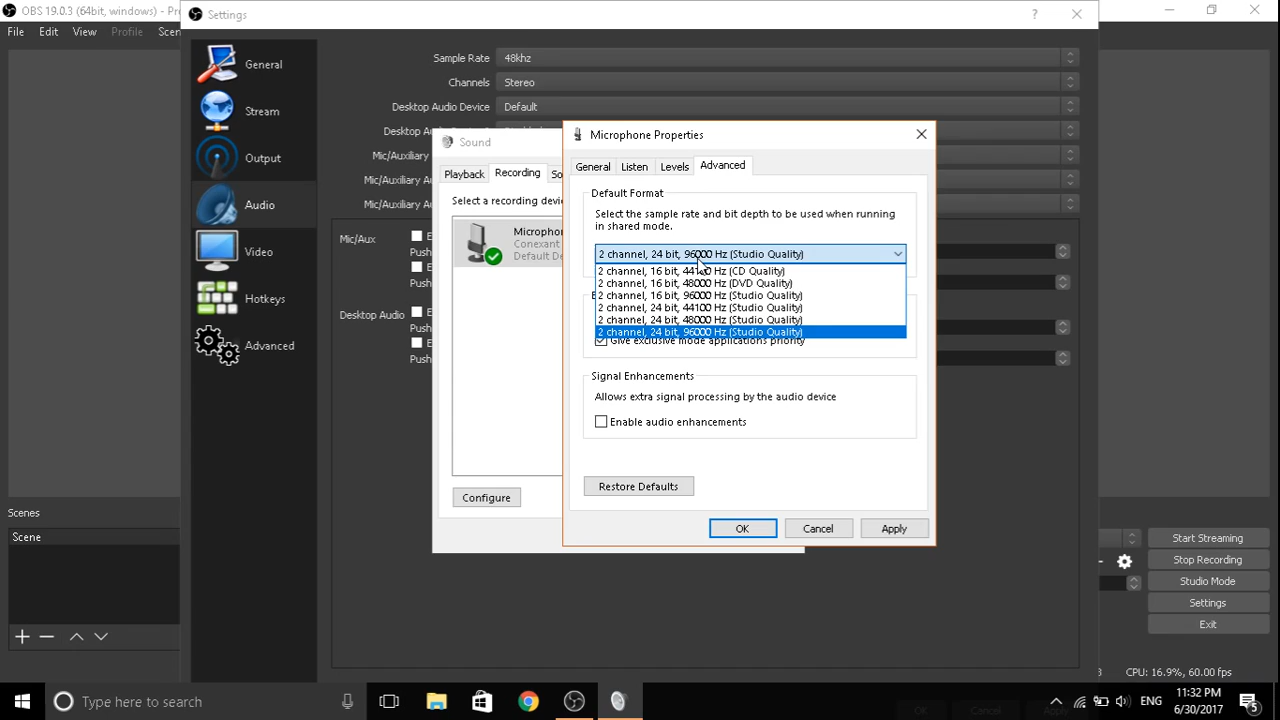 OBS 19.0.3 (64bit, windows) - Pro
File Edit View Profile Scen
Settings
?
General
Stream
Output
Audio
Video
Hotkeys
Advanced
Sample Rate 48khz
Channels Stereo
Desktop Audio Device Default
Desktop Au
Mic/Auxiliary
Mic/Auxiliary A
Mic/Auxiliary A
Mic/Aux
Push
Push
Desktop Audio
Push
Push
Sound
Playback Recording So
Select a recording devi
Microphon
Conexant
Default De
Configure
Microphone Properties
General Listen Levels Advanced
Default Format
Select the sample rate and bit depth to be used when running
in shared mode.
2 channel, 24 bit, 96000 Hz (Studio Quality)
2 channel, 16 bit, 44100 Hz (CD Quality)
2 channel, 16 bit, 48000 Hz (DVD Quality)
2 channel, 16 bit, 96000 Hz (Studio Quality)
2 channel, 24 bit, 44100 Hz (Studio Quality)
2 channel, 24 bit, 48000 Hz (Studio Quality)
2 channel, 24 bit, 96000 Hz (Studio Quality)
Give exclusive mode applications priority
Signal Enhancements
Allows extra signal processing by the audio device
Enable audio enhancements
Restore Defaults
OK Cancel Apply
Scenes
Scene
Start Streaming
Stop Recording
Studio Mode
Settings
Exit
CPU: 16.9%, 60.00 fps
Type here to search
ENG
11:32 PM
6/30/2017
5